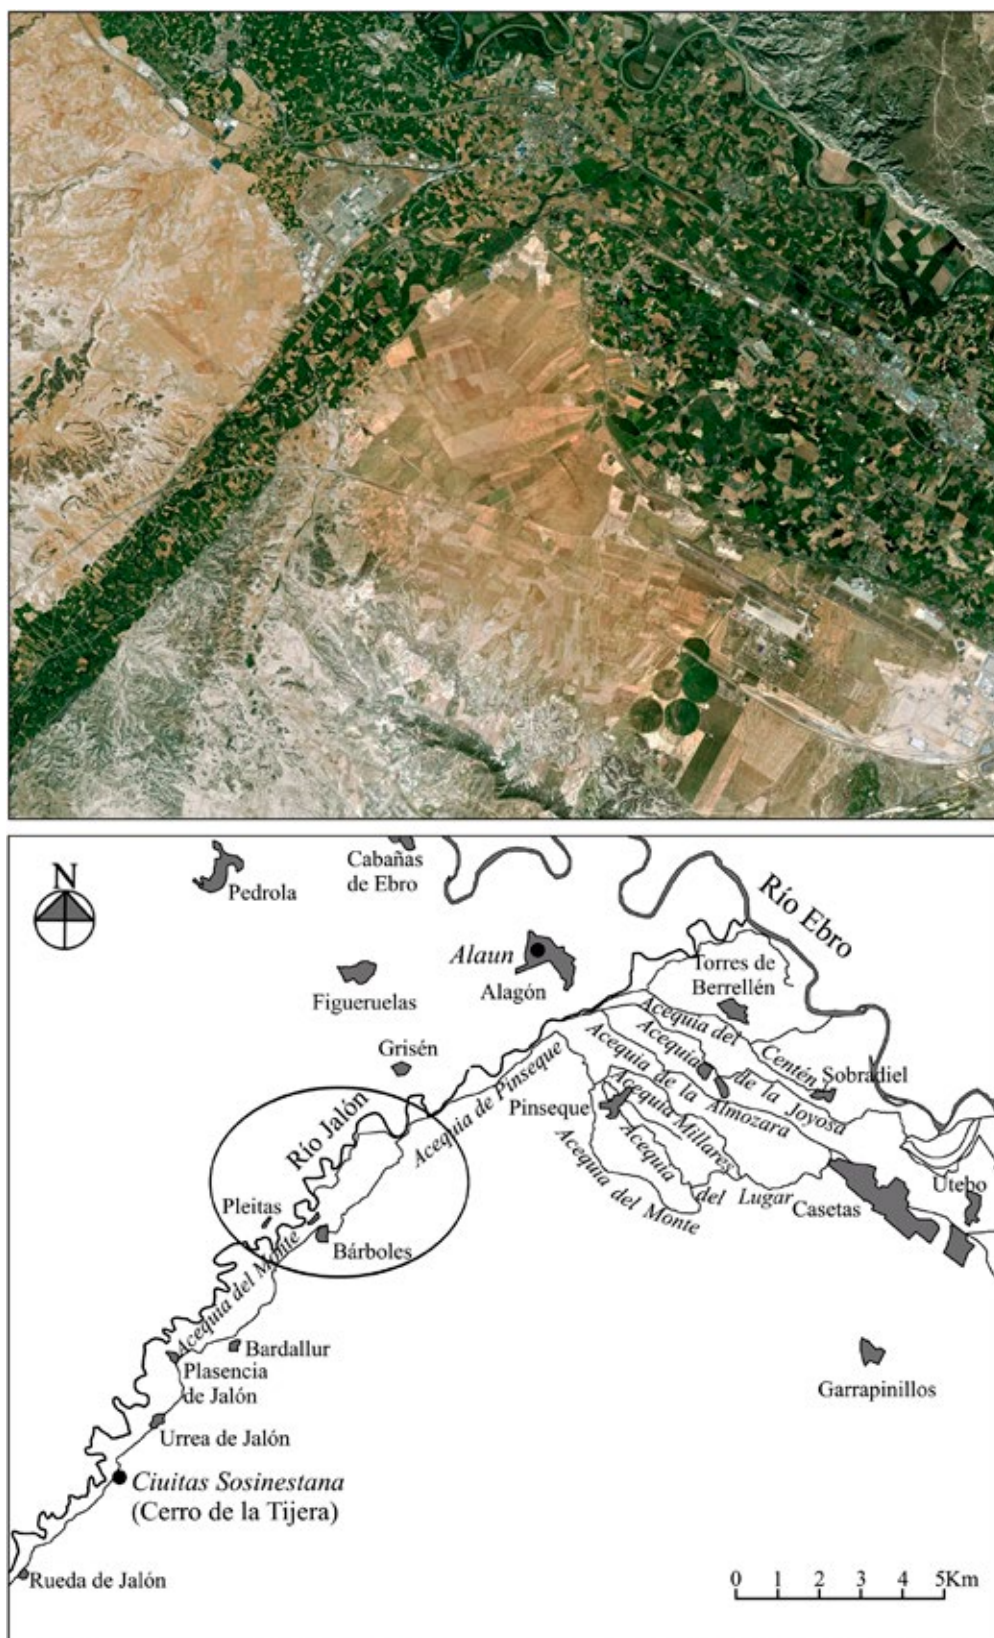 N
Pedrola
Cabañas
de Ebro
Río Ebro
Alaun
Alagón
Torres de
Berrellén
Figueruelas
Acequia del
Centén
Grisén
Acequia
de la Joyosa
Sobradiel
Acequia
de la Almozara
Acequia de Pinseque
Pinseque
Acequia Millares
Acequia
del Lugar
Acequia
del Monte
Casetas
Utebo
Río Jalón
Pleitas
Bárboles
Acequia del Monte
Bardallur
Plasencia
de Jalón
Garrapinillos
Urrea de Jalón
Ciuitas Sosinestana
(Cerro de la Tijera)
Rueda de Jalón
0 1 2 3 4 5Km